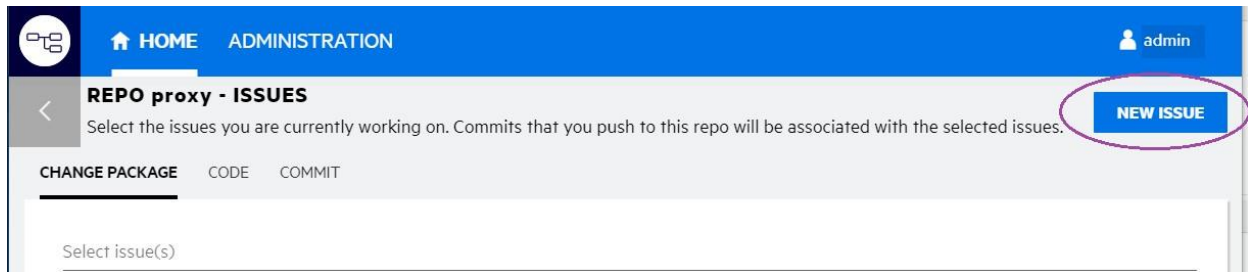 HOME ADMINISTRATION admin
REPO proxy - ISSUES
Select the issues you are currently working on. Commits that you push to this repo will be associated with the selected issues.
NEW ISSUE
CHANGE PACKAGE CODE COMMIT
Select issue(s)